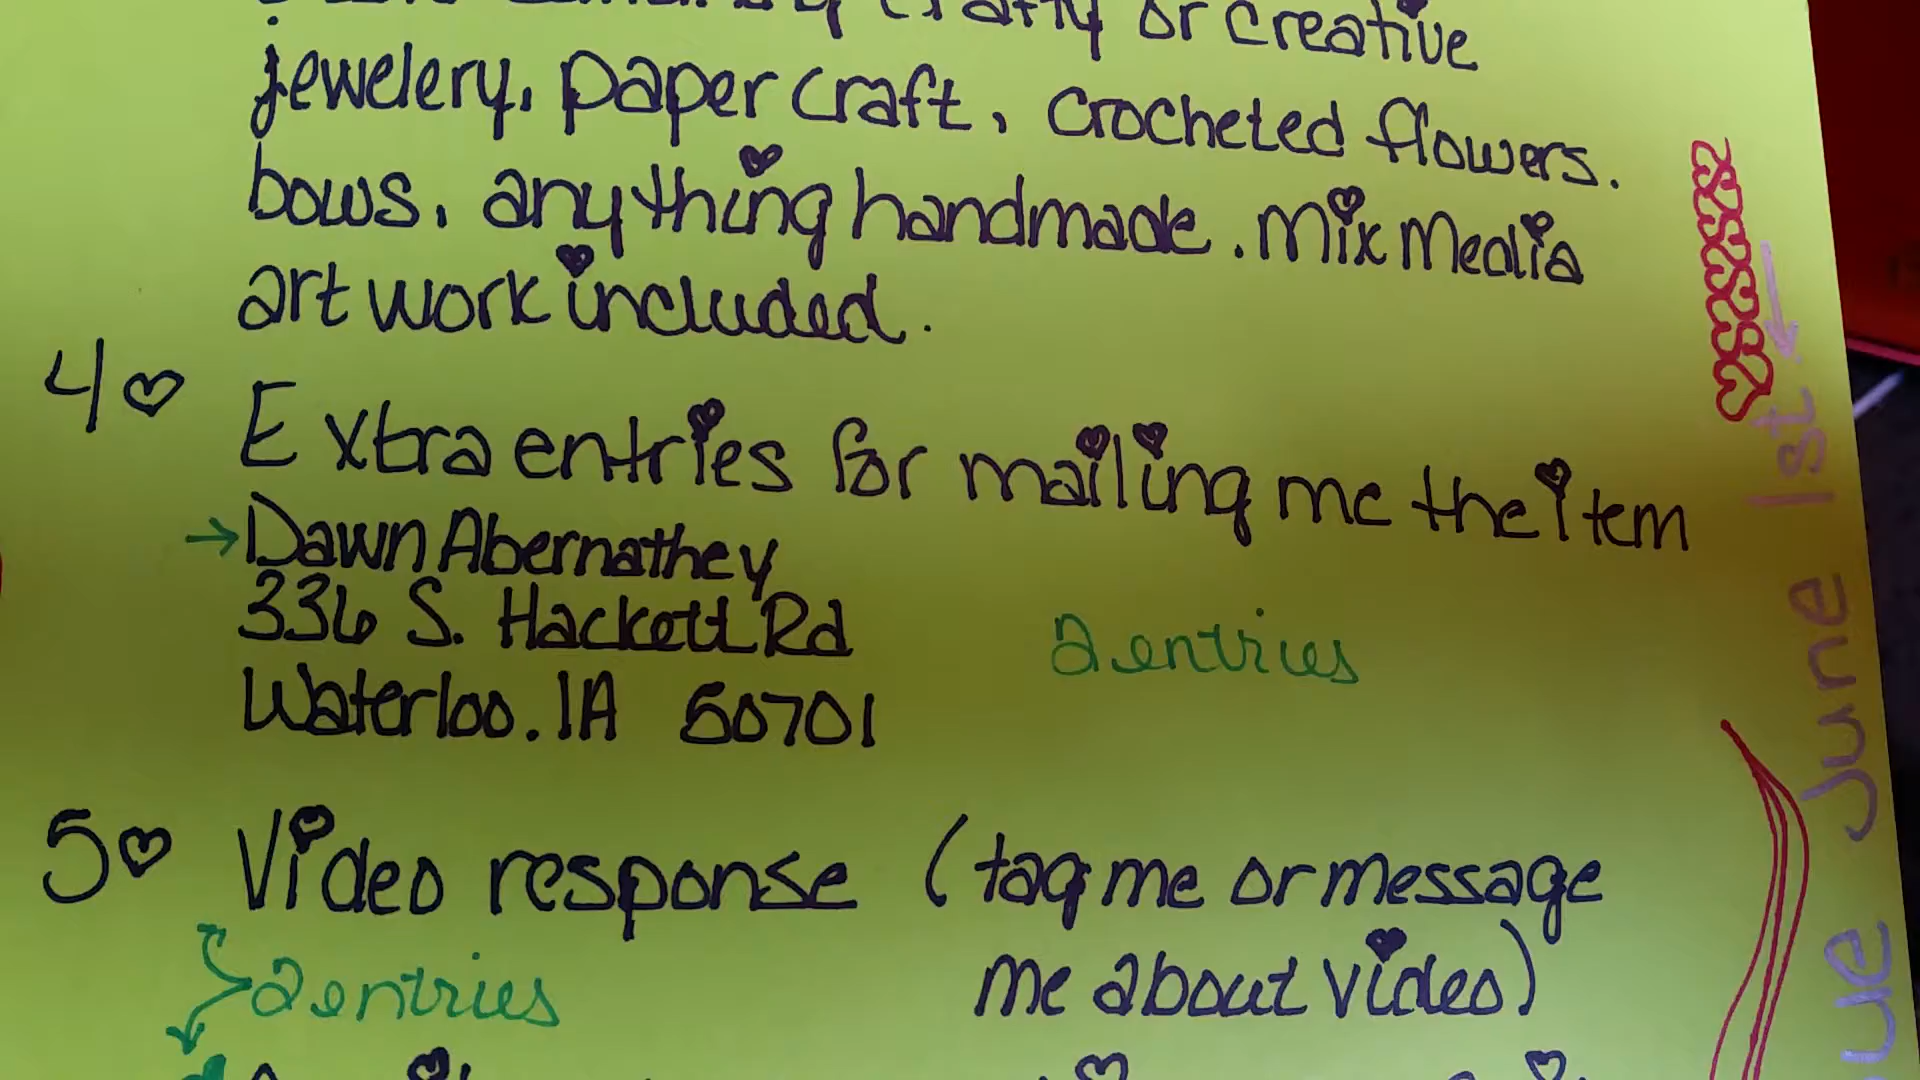 crafty or creative
jewelery, paper craft, crocheted flowers.
bows, anything handmade. Mix Media
art work included.
4♡ Extra entries for mailing me the item
→ Dawn Abernathey
336 S. Hackett Rd
Waterloo, IA 50701
2 entries
5♡ Video response (tag me or message
me about video)
2 entries
June 1st